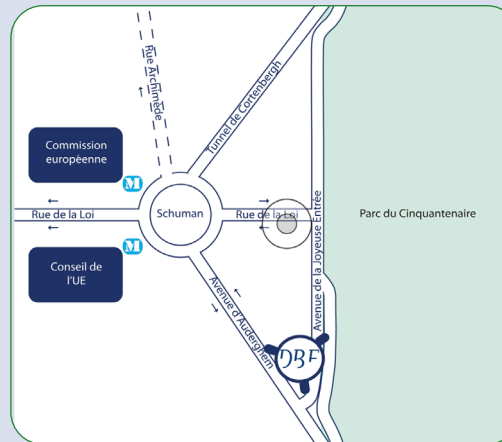 Rue Archimède
Tunnel de Cortenbergh
Commission
européenne
M
Rue de la Loi
Schuman
Rue de la Loi
Parc du Cinquantenaire
M
Conseil de
l'UE
Avenue de la Joyeuse Entrée
Avenue d'Auderghem
DBF